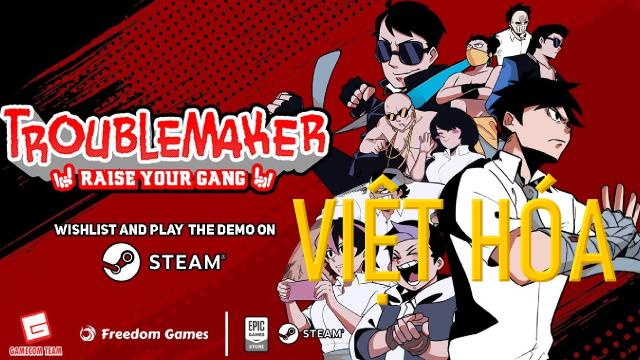 TROUBLEMAKER
RAISE YOUR GANG
WISHLIST AND PLAY THE DEMO ON
STEAM®
VIỆT HÓA
G
GAMECOM TEAM
Freedom Games
EPIC
GAMES
STORE
STEAM®